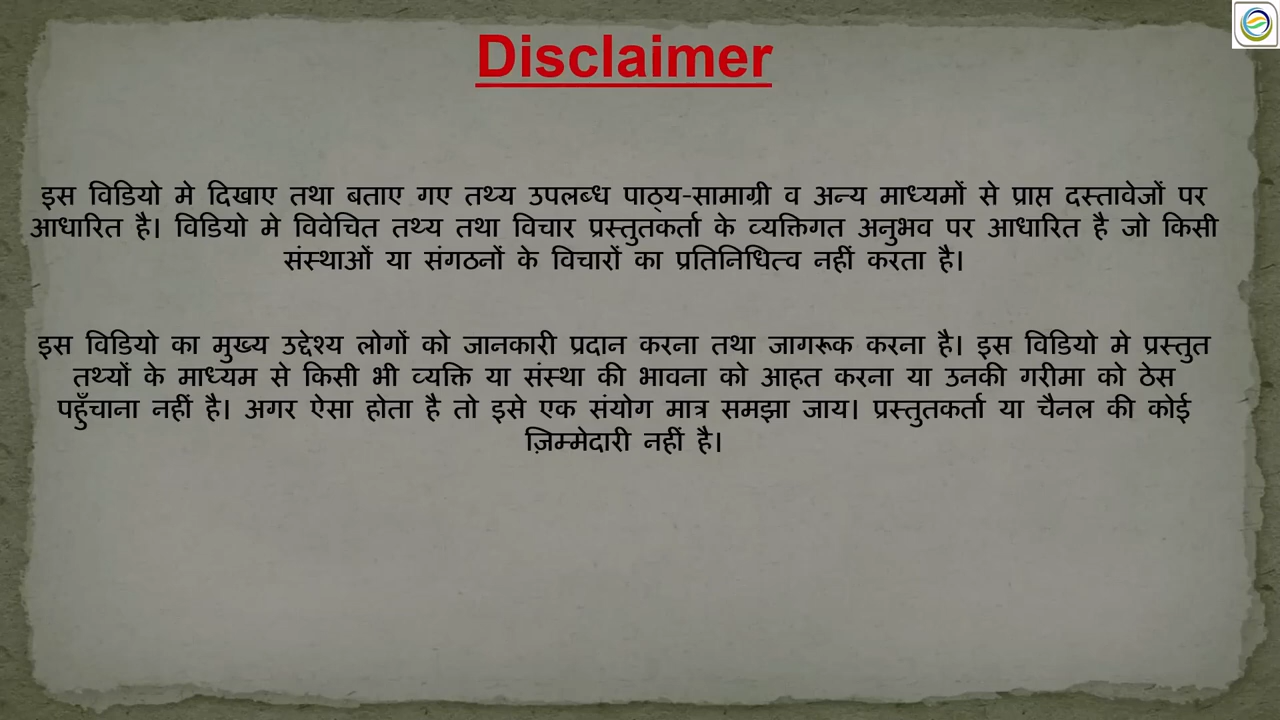 Disclaimer
इस विडियो मे दिखाए तथा बताए गए तथ्य उपलब्ध पाठ्य-सामाग्री व अन्य माध्यमों से प्राप्त दस्तावेजों पर
आधारित है। विडियो मे विवेचित तथ्य तथा विचार प्रस्तुतकर्ता के व्यक्तिगत अनुभव पर आधारित है जो किसी
संस्थाओं या संगठनों के विचारों का प्रतिनिधित्व नहीं करता है।
इस विडियो का मुख्य उद्देश्य लोगों को जानकारी प्रदान करना तथा जागरूक करना है। इस विडियो मे प्रस्तुत
तथ्यों के माध्यम से किसी भी व्यक्ति या संस्था की भावना को आहत करना या उनकी गरीमा को ठेस
पहुँचाना नहीं है। अगर ऐसा होता है तो इसे एक संयोग मात्र समझा जाय। प्रस्तुतकर्ता या चैनल की कोई
ज़िम्मेदारी नहीं है।